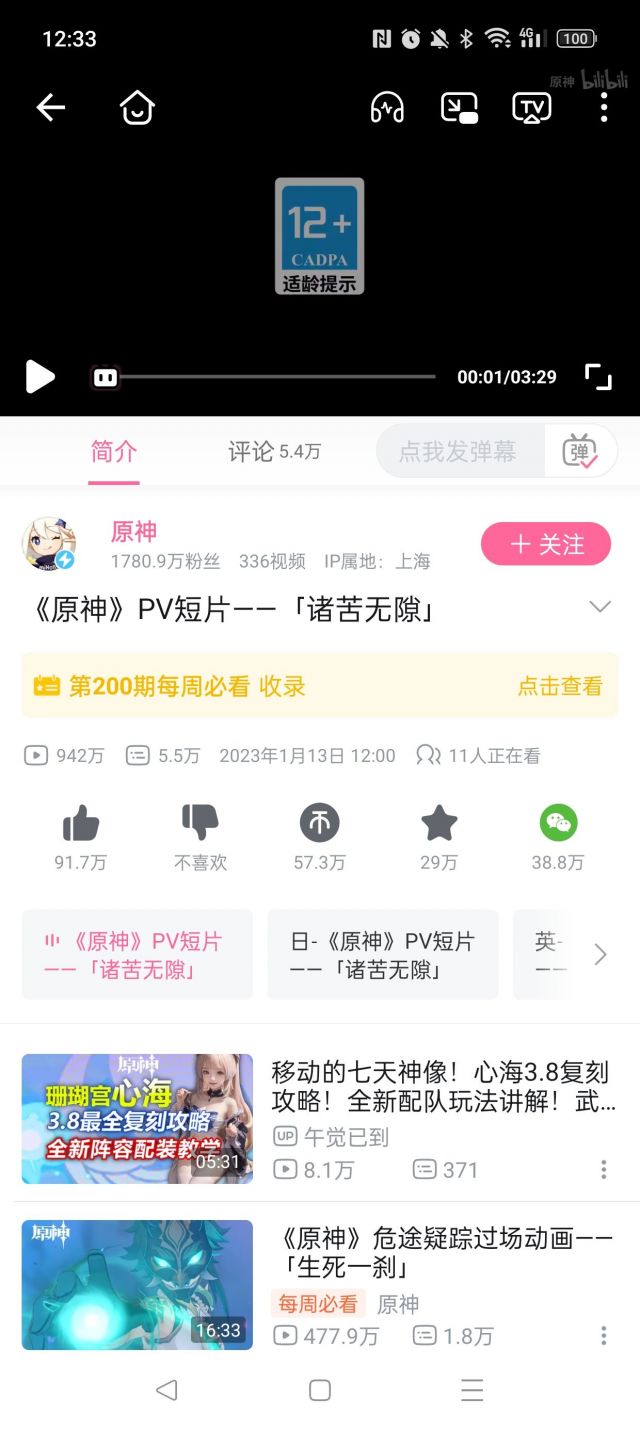 12:33
4G
100
原神 bilibili
TV
12+
CADPA
适龄提示
00:01/03:29
简介
评论 5.4万
点我发弹幕
弹
原神
1780.9万粉丝 336视频 IP属地：上海
＋ 关注
《原神》PV短片——「诸苦无隙」
第200期每周必看 收录
点击查看
942万 5.5万 2023年1月13日 12:00 11人正在看
91.7万
不喜欢
57.3万
29万
38.8万
《原神》PV短片
——「诸苦无隙」
日-《原神》PV短片
——「诸苦无隙」
英-
——
原神
珊瑚宫心海
3.8最全复刻攻略
全新阵容配装教学
05:31
移动的七天神像！心海3.8复刻
攻略！全新配队玩法讲解！武...
UP 午觉已到
8.1万 371
原神
16:33
《原神》危途疑踪过场动画——
「生死一刹」
每周必看 原神
477.9万 1.8万